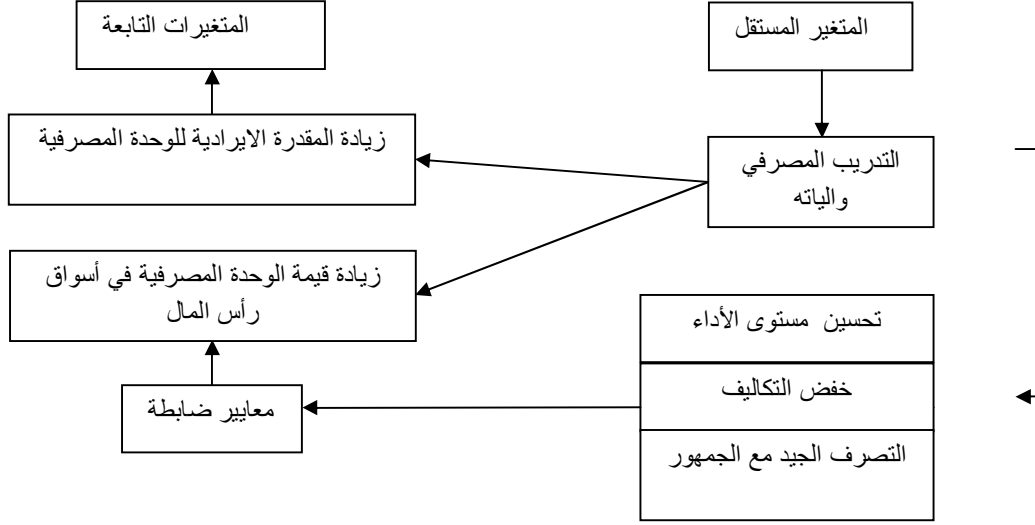 المتغير المستقل
المتغيرات التابعة
زيادة المقدرة الايرادية للوحدة المصرفية
التدريب المصرفي
والياته
زيادة قيمة الوحدة المصرفية في أسواق
رأس المال
تحسين مستوى الأداء
خفض التكاليف
معايير ضابطة
التصرف الجيد مع الجمهور